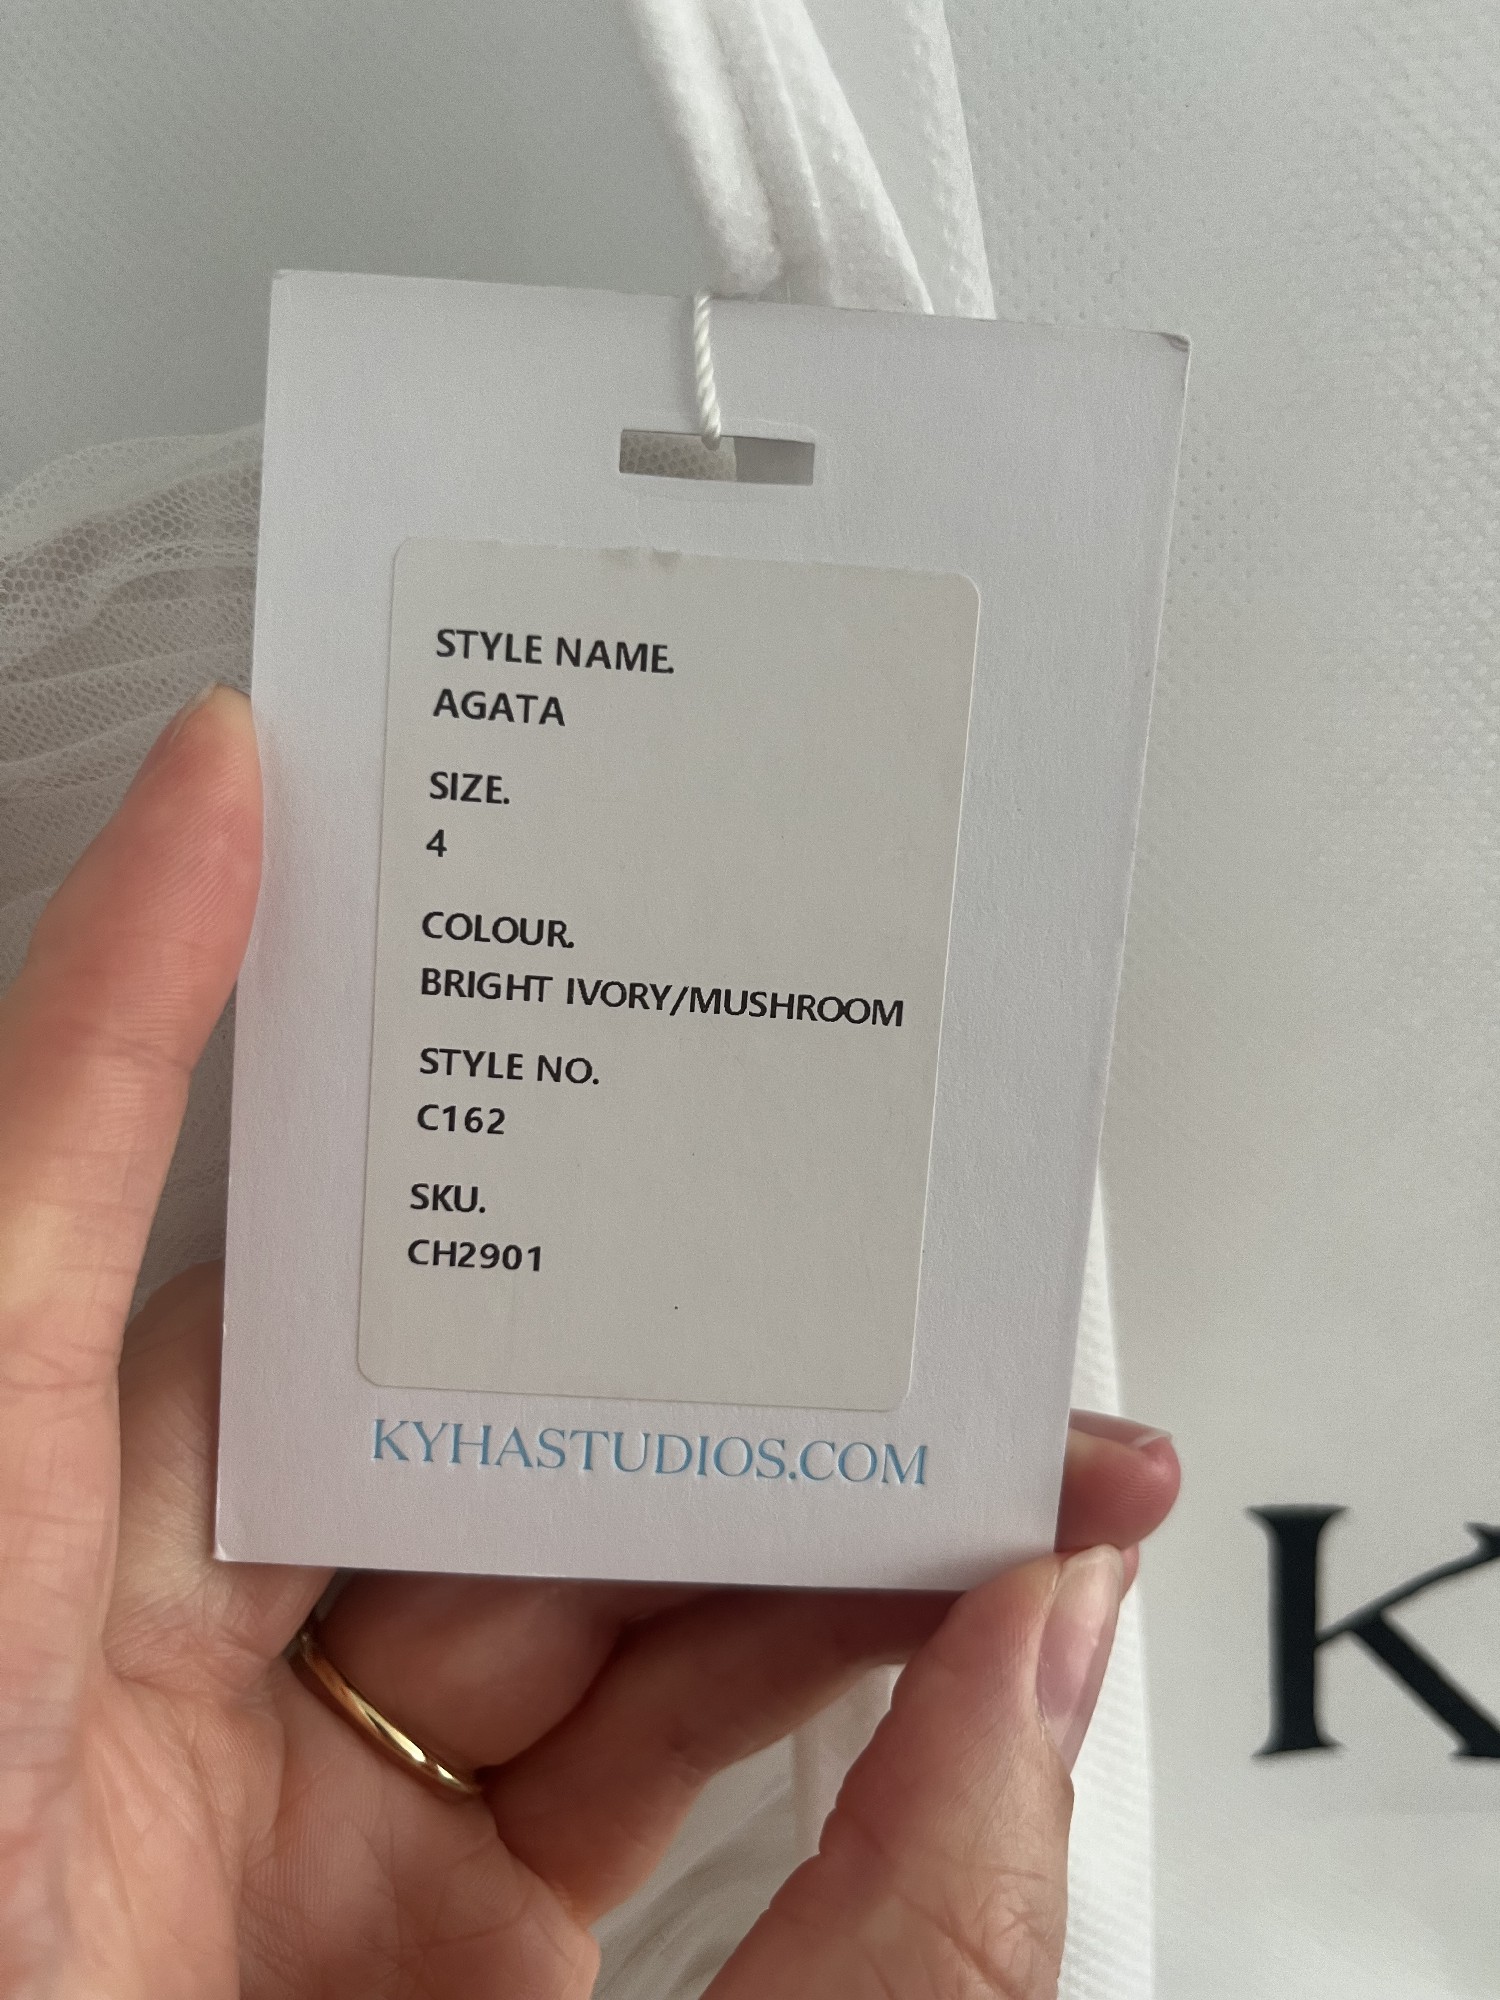 STYLE NAME.
AGATA
SIZE.
4
COLOUR.
BRIGHT IVORY/MUSHROOM
STYLE NO.
C162
SKU.
CH2901
KYHASTUDIOS.COM
K